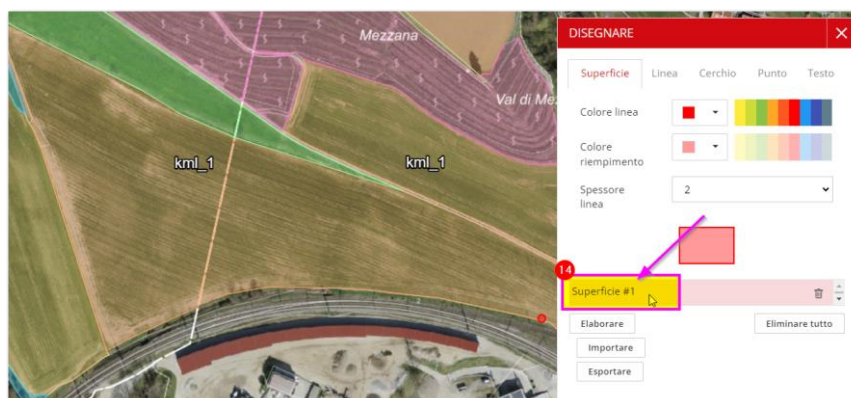 Mezzana
Val di Me
kml_1
kml_1
DISEGNARE
Superficie
Linea
Cerchio
Punto
Testo
Colore linea
Colore
riempimento
Spessore
linea
2
14
Superficie #1
Elaborare
Eliminare tutto
Importare
Esportare